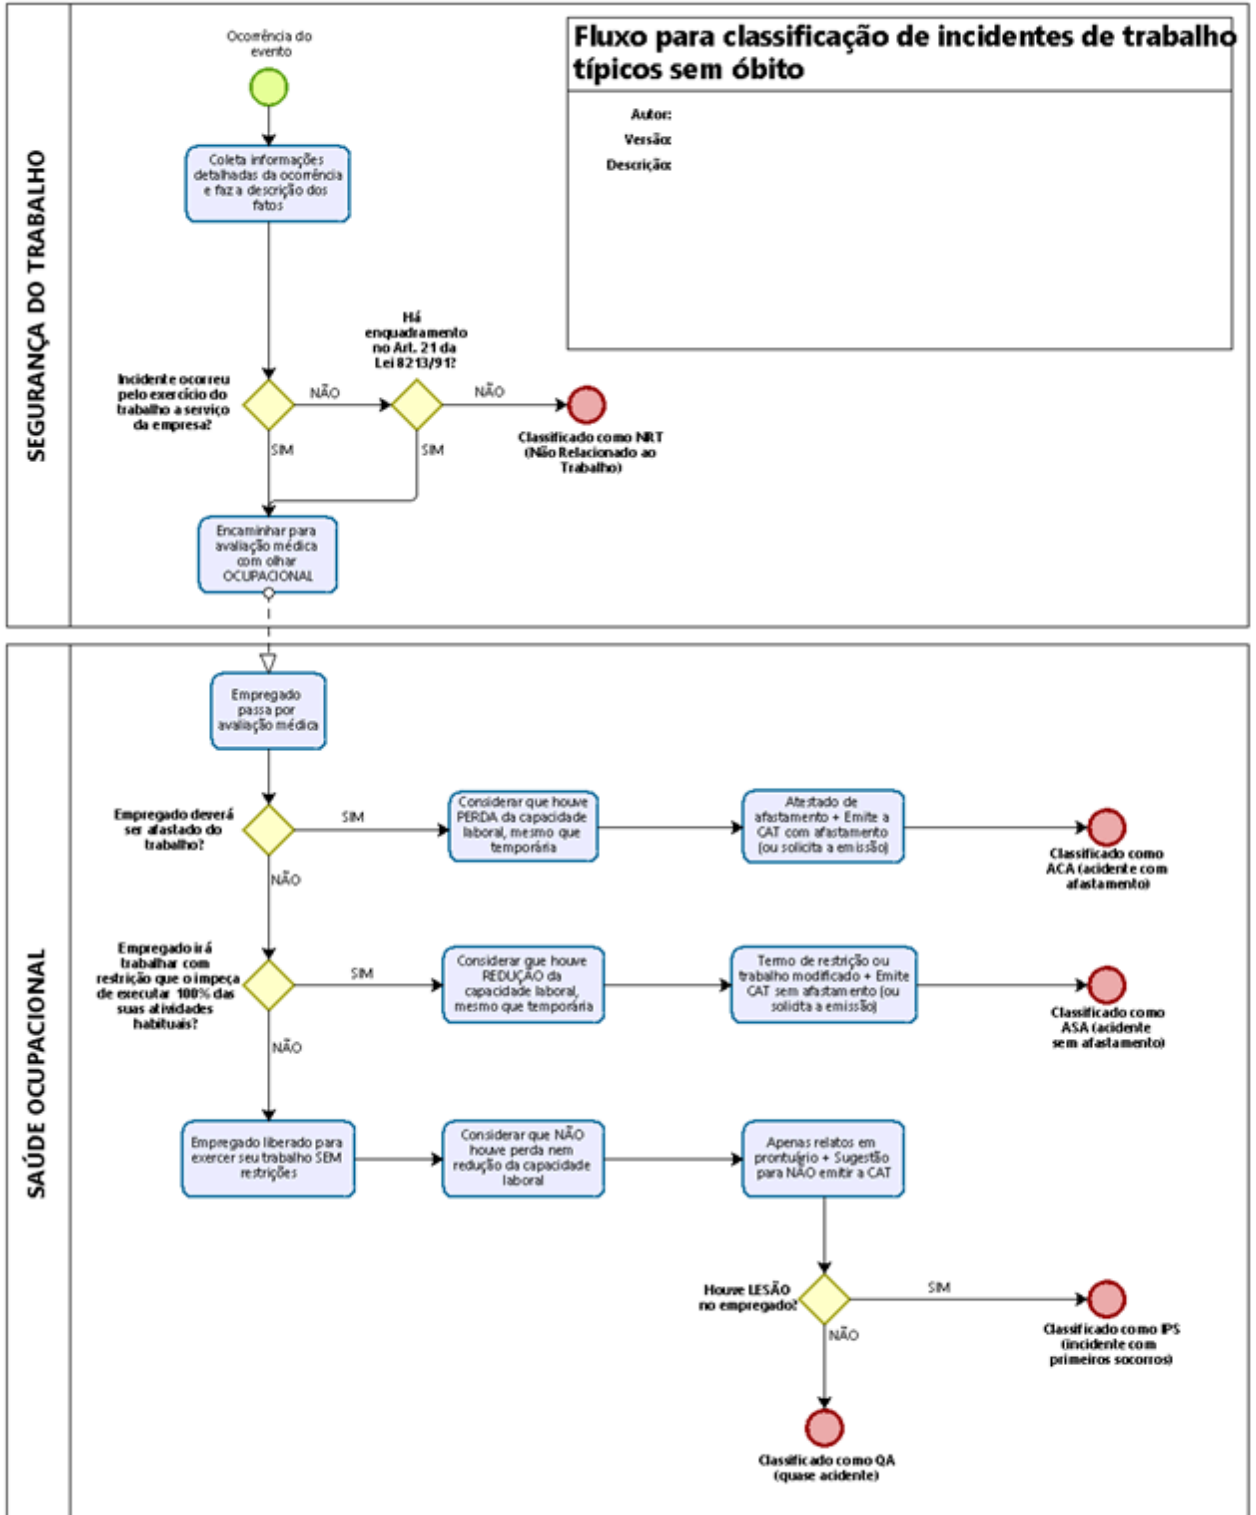 Fluxo para classificação de incidentes de trabalho
típicos sem óbito
Autor:
Versão:
Descrição:
SEGURANÇA DO TRABALHO
Ocorrência do
evento
Coleta informações
detalhadas da ocorrência
e faz a descrição dos
fatos
Incidente ocorreu
pelo exercício do
trabalho a serviço
da empresa?
NÃO
SIM
Há
enquadramento
no Art. 21 da
Lei 8213/91?
NÃO
SIM
Classificado como NRT
(Não Relacionado ao
Trabalho)
Encaminhar para
avaliação médica
com olhar
OCUPACIONAL
SAÚDE OCUPACIONAL
Empregado
passa por
avaliação médica
Empregado deverá
ser afastado do
trabalho?
SIM
NÃO
Considerar que houve
PERDA da capacidade
laboral, mesmo que
temporária
Atestado de
afastamento + Emite a
CAT com afastamento
(ou solicita a emissão)
Classificado como
ACA (acidente com
afastamento)
Empregado irá
trabalhar com
restrição que o impeça
de executar 100% das
suas atividades
habituais?
SIM
NÃO
Considerar que houve
REDUÇÃO da
capacidade laboral,
mesmo que temporária
Termo de restrição ou
trabalho modificado + Emite
CAT sem afastamento (ou
solicita a emissão)
Classificado como
ASA (acidente
sem afastamento)
Empregado liberado para
exercer seu trabalho SEM
restrições
Considerar que NÃO
houve perda nem
redução da capacidade
laboral
Apenas relatos em
prontuário + Sugestão
para NÃO emitir a CAT
Houve LESÃO
no empregado?
SIM
NÃO
Classificado como IPS
(incidente com
primeiros socorros)
Classificado como QA
(quase acidente)